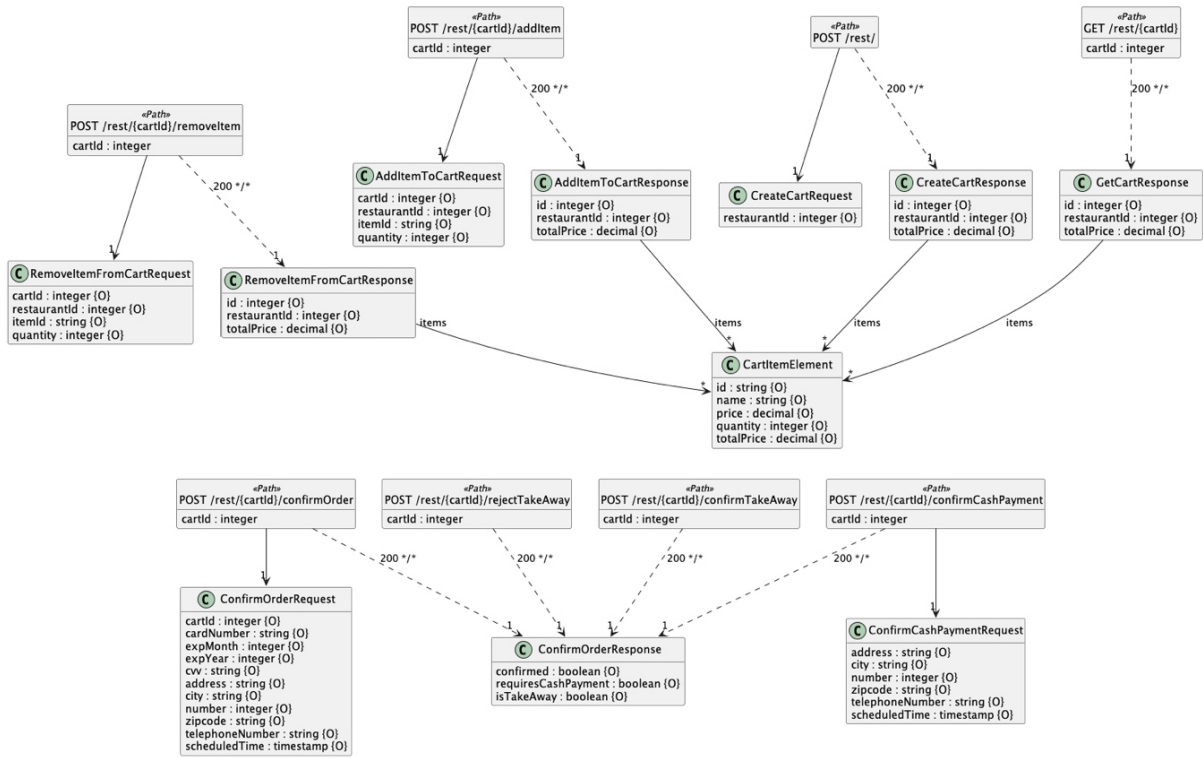 «Path»
POST /rest/{cartId}/addItem
cartId : integer
«Path»
POST /rest/
«Path»
GET /rest/{cartId}
cartId : integer
200 */*
200 */*
200 */*
«Path»
POST /rest/{cartId}/removeItem
cartId : integer
200 */*
1
1
1
1
1
C AddItemToCartRequest
cartId : integer {O}
restaurantId : integer {O}
itemId : string {O}
quantity : integer {O}
C AddItemToCartResponse
id : integer {O}
restaurantId : integer {O}
totalPrice : decimal {O}
C CreateCartRequest
restaurantId : integer {O}
C CreateCartResponse
id : integer {O}
restaurantId : integer {O}
totalPrice : decimal {O}
C GetCartResponse
id : integer {O}
restaurantId : integer {O}
totalPrice : decimal {O}
1
1
C RemoveItemFromCartRequest
cartId : integer {O}
restaurantId : integer {O}
itemId : string {O}
quantity : integer {O}
C RemoveItemFromCartResponse
id : integer {O}
restaurantId : integer {O}
totalPrice : decimal {O}
items
items
items
items
*
*
*
*
C CartItemElement
id : string {O}
name : string {O}
price : decimal {O}
quantity : integer {O}
totalPrice : decimal {O}
«Path»
POST /rest/{cartId}/confirmOrder
cartId : integer
«Path»
POST /rest/{cartId}/rejectTakeAway
cartId : integer
«Path»
POST /rest/{cartId}/confirmTakeAway
cartId : integer
«Path»
POST /rest/{cartId}/confirmCashPayment
cartId : integer
200 */*
200 */*
200 */*
200 */*
1
1
1
1
1
1
C ConfirmOrderRequest
cartId : integer {O}
cardNumber : string {O}
expMonth : integer {O}
expYear : integer {O}
cvv : string {O}
address : string {O}
city : string {O}
number : integer {O}
zipcode : string {O}
telephoneNumber : string {O}
scheduledTime : timestamp {O}
C ConfirmOrderResponse
confirmed : boolean {O}
requiresCashPayment : boolean {O}
isTakeAway : boolean {O}
C ConfirmCashPaymentRequest
address : string {O}
city : string {O}
number : integer {O}
zipcode : string {O}
telephoneNumber : string {O}
scheduledTime : timestamp {O}